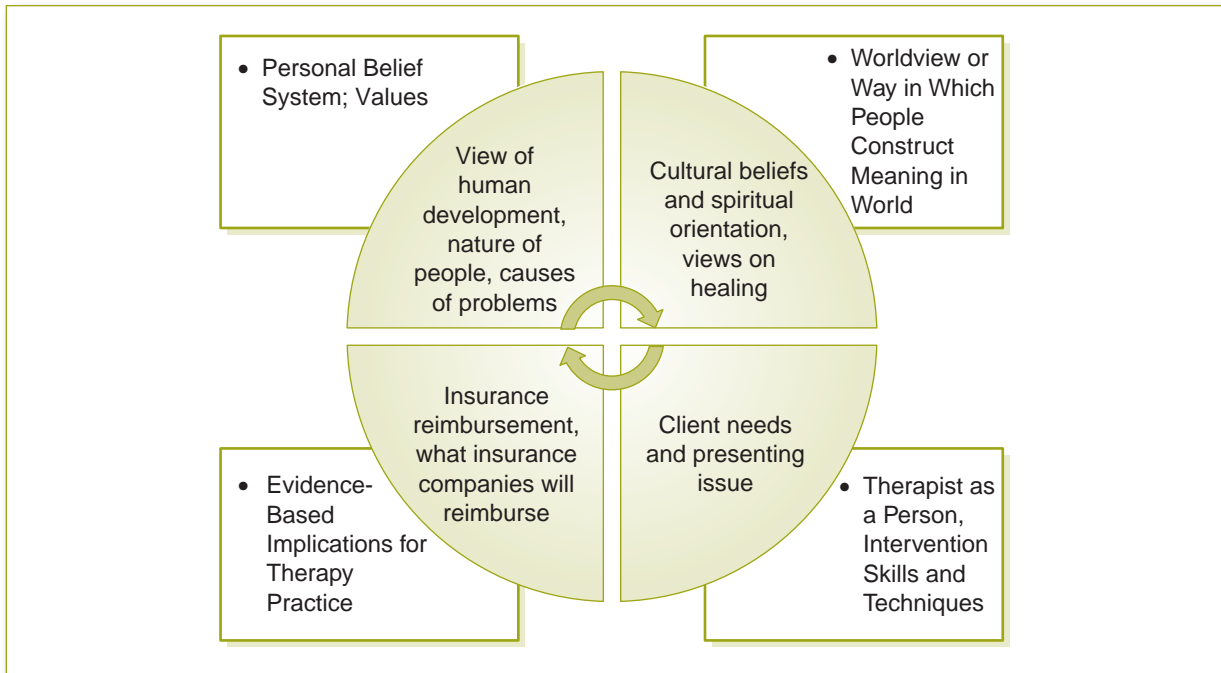 • Personal Belief
System; Values
View of
human
development,
nature of
people, causes
of problems
Cultural beliefs
and spiritual
orientation,
views on
healing
• Worldview or
Way in Which
People
Construct
Meaning in
World
• Evidence-
Based
Implications for
Therapy
Practice
Insurance
reimbursement,
what insurance
companies will
reimburse
Client needs
and presenting
issue
• Therapist as
a Person,
Intervention
Skills and
Techniques